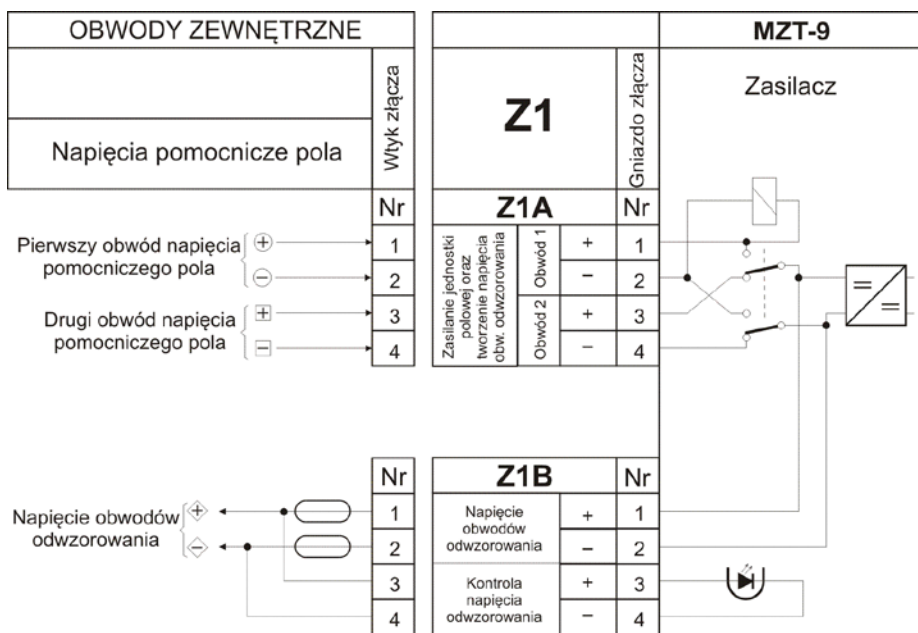 OBWODY ZEWNĘTRZNE
MZT-9
Napięcia pomocnicze pola
Wtyk złącza
Z1
Gniazdo złącza
Zasilacz
Nr
Z1A
Nr
Pierwszy obwód napięcia
pomocniczego pola
+
−
Drugi obwód napięcia
pomocniczego pola
+
−
1
2
3
4
Zasilanie jednostki
polowej oraz
tworzenie napięcia
obw. odwzorowania
Obwód 1
Obwód 2
+
−
+
−
1
2
3
4
Nr
Z1B
Nr
Napięcie obwodów
odwzorowania
+
−
1
2
3
4
Napięcie
obwodów
odwzorowania
+
−
Kontrola
napięcia
odwzorowania
+
−
1
2
3
4